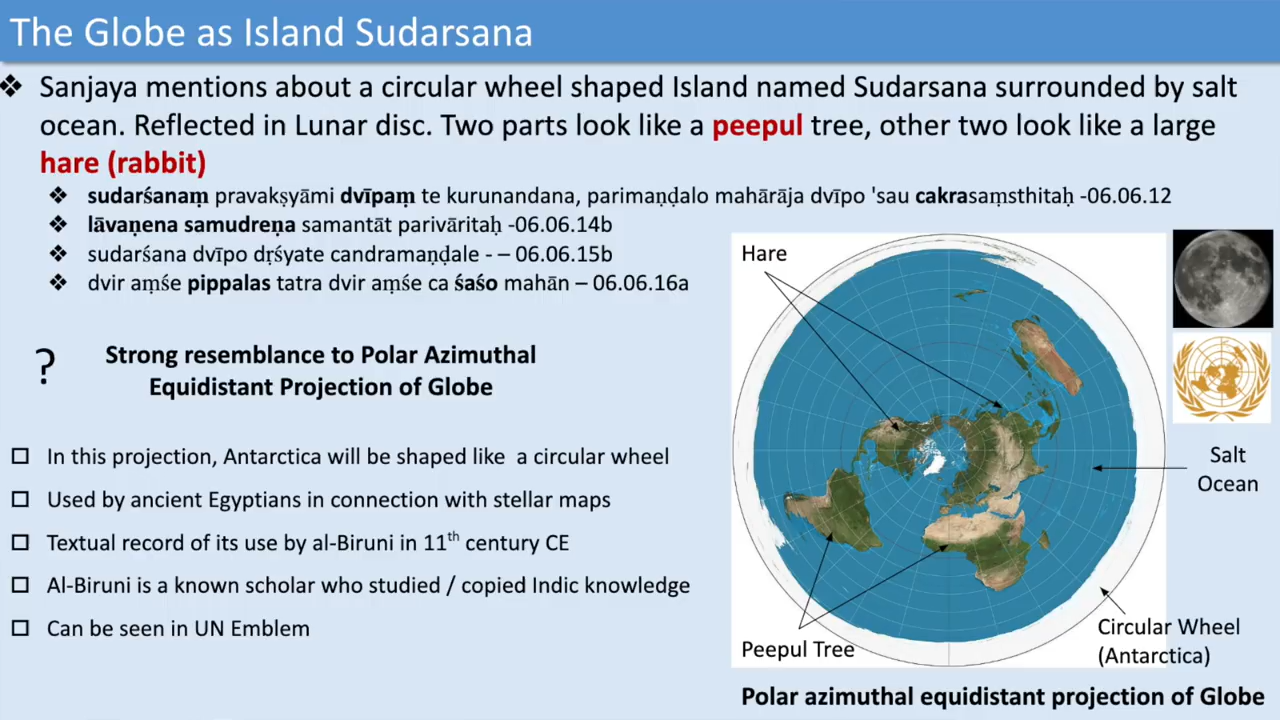 The Globe as Island Sudarsana
❖ Sanjaya mentions about a circular wheel shaped Island named Sudarsana surrounded by salt
ocean. Reflected in Lunar disc. Two parts look like a peepul tree, other two look like a large
hare (rabbit)
❖ sudarśanaṃ pravakṣyāmi dvīpaṃ te kurunandana, parimaṇḍalo mahārāja dvīpo 'sau cakrasaṃsthitaḥ -06.06.12
❖ lāvaṇena samudreṇa samantāt parivāritaḥ -06.06.14b
❖ sudarśana dvīpo dṛśyate candramaṇḍale - – 06.06.15b
❖ dvir aṃśe pippalas tatra dvir aṃśe ca śaśo mahān – 06.06.16a
? Strong resemblance to Polar Azimuthal
Equidistant Projection of Globe
☐ In this projection, Antarctica will be shaped like a circular wheel
☐ Used by ancient Egyptians in connection with stellar maps
☐ Textual record of its use by al-Biruni in 11th century CE
☐ Al-Biruni is a known scholar who studied / copied Indic knowledge
☐ Can be seen in UN Emblem
Hare
Salt
Ocean
Circular Wheel
(Antarctica)
Peepul Tree
Polar azimuthal equidistant projection of Globe